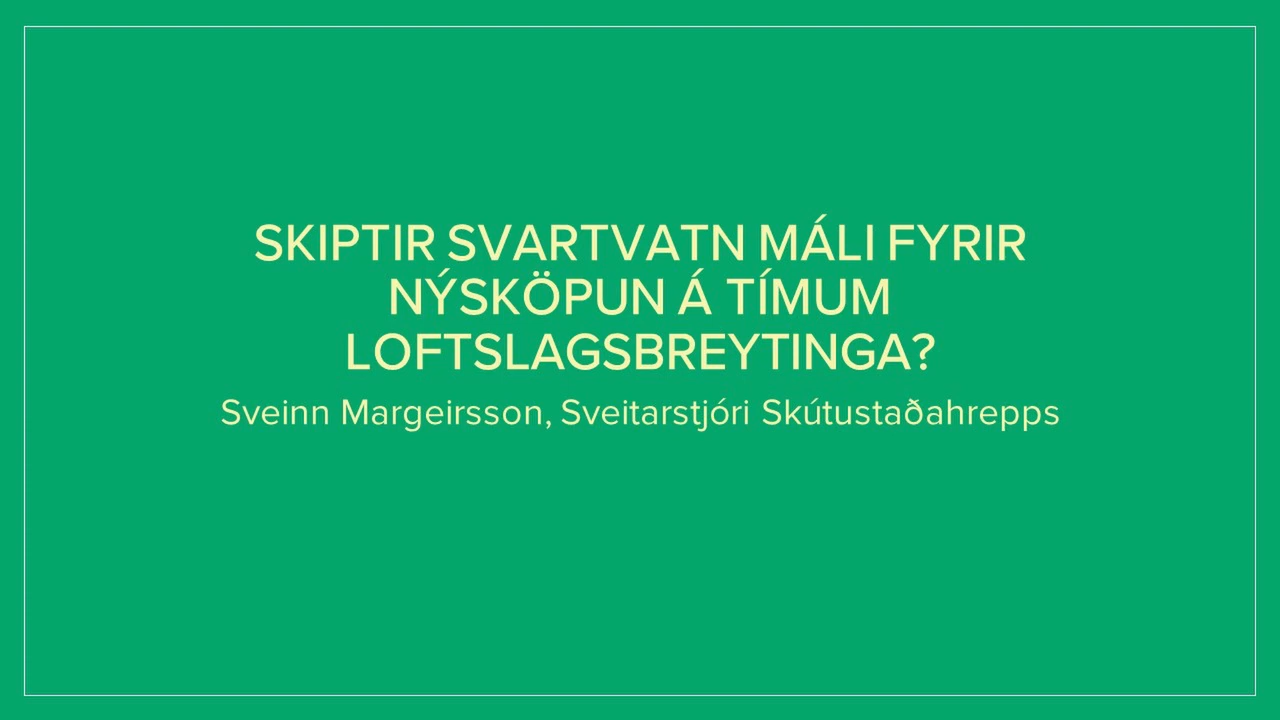 SKIPTIR SVARTVATN MÁLI FYRIR
NÝSKÖPUN Á TÍMUM
LOFTSLAGSBREYTINGA?
Sveinn Margeirsson, Sveitarstjóri Skútustaðahrepps